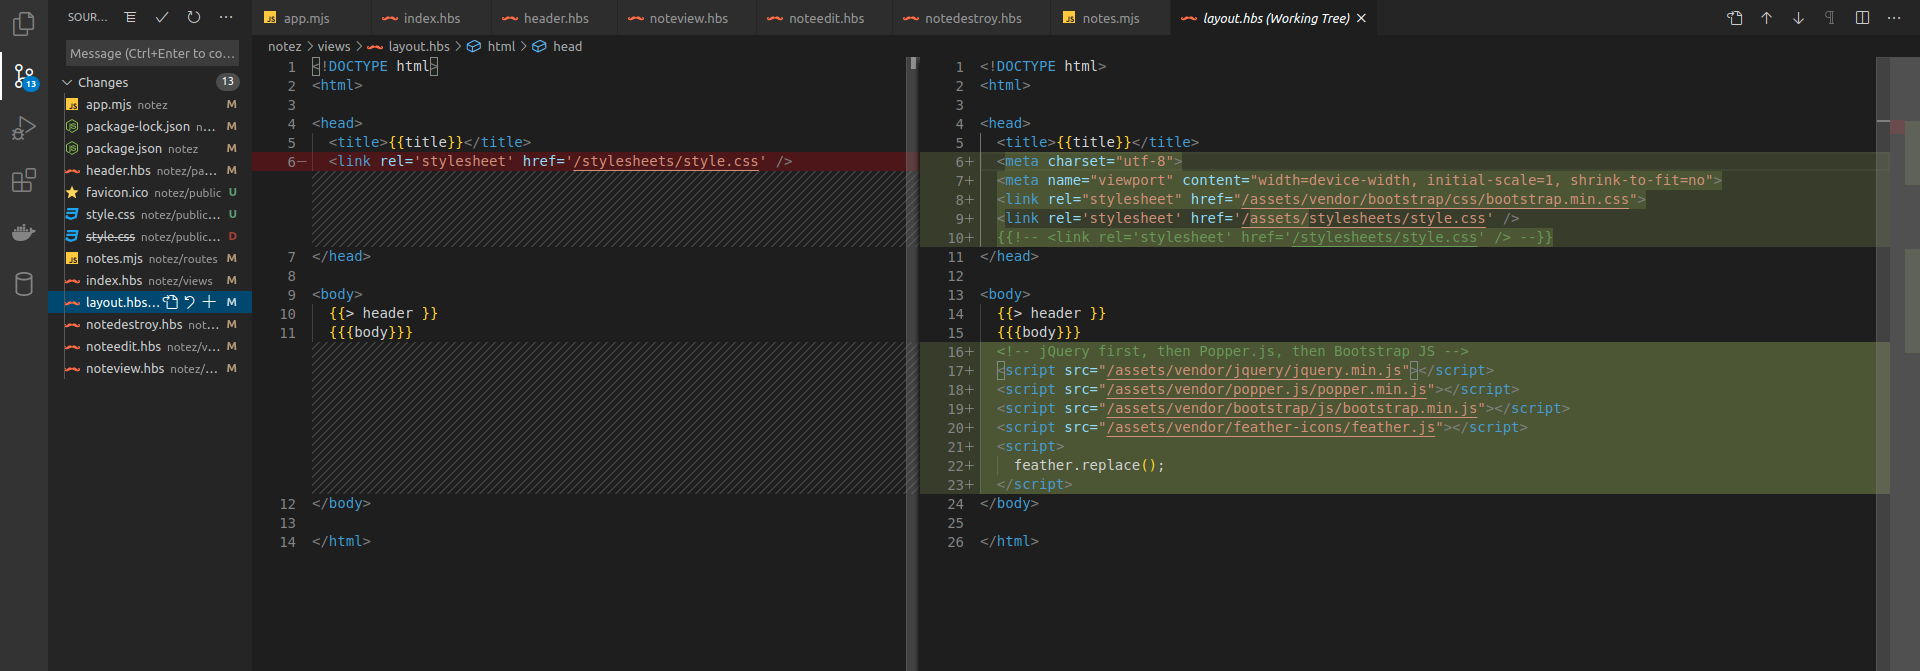 SOUR...
Message (Ctrl+Enter to co...
Changes 13
13
app.mjs notez M
package-lock.json n... M
package.json notez M
header.hbs notez/pa... M
favicon.ico notez/public U
style.css notez/public... U
style.css notez/public... D
notes.mjs notez/routes M
index.hbs notez/views M
layout.hbs... M
notedestroy.hbs not... M
noteedit.hbs notez/v... M
noteview.hbs notez/... M
JS app.mjs index.hbs header.hbs noteview.hbs noteedit.hbs notedestroy.hbs JS notes.mjs layout.hbs (Working Tree)
notez > views > layout.hbs > html > head
1 <!DOCTYPE html>
2 <html>
3
4 <head>
5 <title>{{title}}</title>
6− <link rel='stylesheet' href='/stylesheets/style.css' />
7 </head>
8
9 <body>
10 {{> header }}
11 {{{body}}}
12 </body>
13
14 </html>
1 <!DOCTYPE html>
2 <html>
3
4 <head>
5 <title>{{title}}</title>
6+ <meta charset="utf-8">
7+ <meta name="viewport" content="width=device-width, initial-scale=1, shrink-to-fit=no">
8+ <link rel="stylesheet" href="/assets/vendor/bootstrap/css/bootstrap.min.css">
9+ <link rel='stylesheet' href='/assets/stylesheets/style.css' />
10+ {{!-- <link rel='stylesheet' href='/stylesheets/style.css' /> --}}
11 </head>
12
13 <body>
14 {{> header }}
15 {{{body}}}
16+ <!-- jQuery first, then Popper.js, then Bootstrap JS -->
17+ <script src="/assets/vendor/jquery/jquery.min.js"></script>
18+ <script src="/assets/vendor/popper.js/popper.min.js"></script>
19+ <script src="/assets/vendor/bootstrap/js/bootstrap.min.js"></script>
20+ <script src="/assets/vendor/feather-icons/feather.js"></script>
21+ <script>
22+ feather.replace();
23+ </script>
24 </body>
25
26 </html>